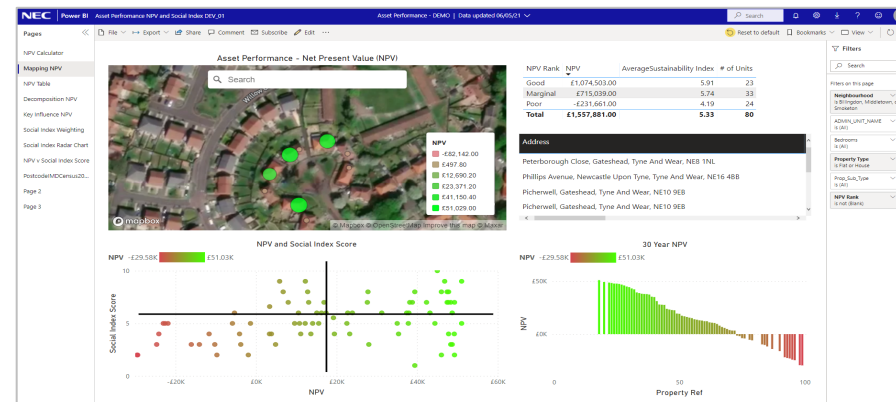 NEC Power BI Asset Prefromance NPV and Social Index DEV_01 Asset Performance - DEMO | Data updated 06/05/21 Search
Pages File Export Share Comment Subscribe Edit ... Reset to default Bookmarks View
NPV Calculator
Mapping NPV
NPV Table
Decomposition NPV
Key Influence NPV
Social Index Weighting
Social Index Radar Chart
NPV v Social Index Score
PostcodeIMDCensus20...
Page 2
Page 3
Asset Performance - Net Present Value (NPV)
Search
Willow
NPV
-£82,142.00
£497.80
£12,690.20
£23,371.20
£41,150.40
£51,029.00
mapbox
© Mapbox © OpenStreetMap Improve this map © Maxar
NPV Rank NPV AverageSustainability Index # of Units
Good £1,074,503.00 5.91 23
Marginal £715,039.00 5.74 33
Poor -£231,661.00 4.19 24
Total £1,557,881.00 5.33 80
Address
Peterborough Close, Gateshead, Tyne And Wear. NE8 1NL
Phillips Avenue, Newcastle Upon Tyne, Tyne And Wear, NE16 4BB
Picherwell, Gateshead, Tyne And Wear, NE10 9EB
Picherwell, Gateshead, Tyne And Wear, NE10 9EB
NPV and Social Index Score
NPV -£29.58K £51.03K
Social Index Score
10
5
0
-£20K £0K £20K £40K £60K
NPV
30 Year NPV
NPV -£29.58K £51.03K
NPV
£50K
£0K
0 50 100
Property Ref
Filters
Search
Filters on this page
Neighbourhood
is Billingdon, Middletown,
Smoketon
ADMIN_UNIT_NAME
is (All)
Bedrooms
is (All)
Property Type
is Flat or House
Prop_Sub_Type
is (All)
NPV Rank
is not (Blank)